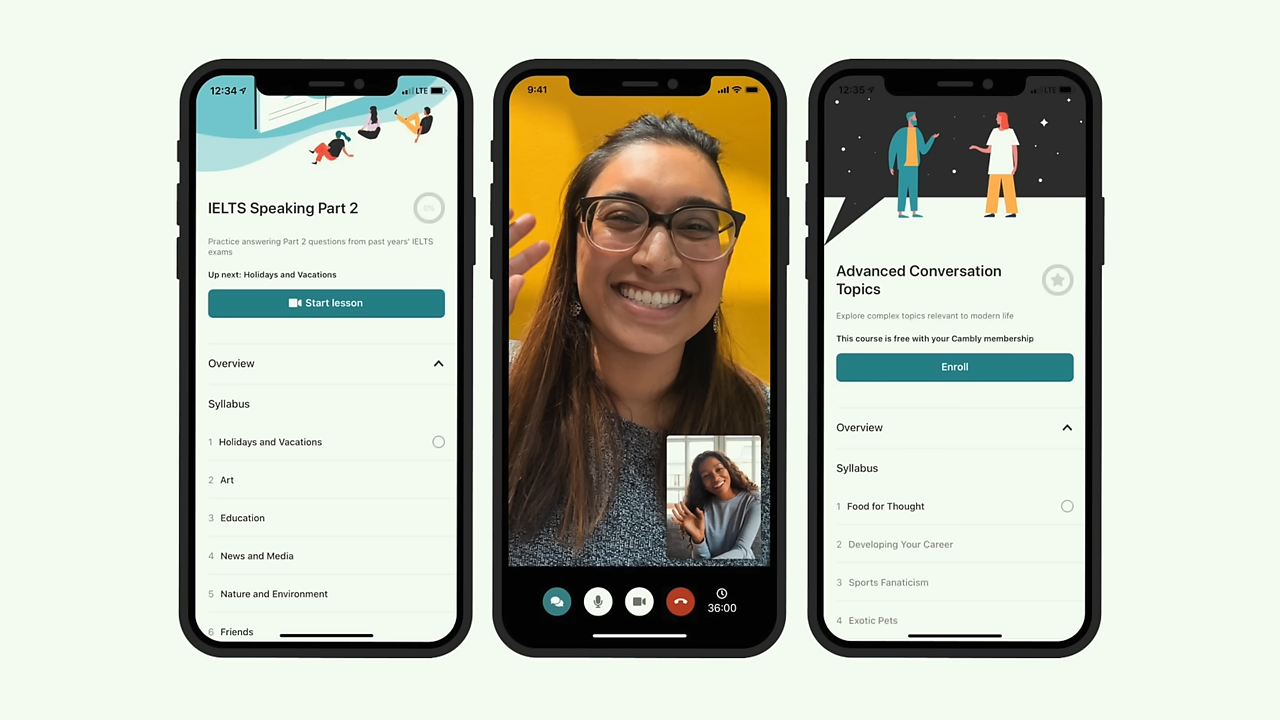 12:34
LTE
IELTS Speaking Part 2
0%
Practice answering Part 2 questions from past years' IELTS
exams
Up next: Holidays and Vacations
Start lesson
Overview
Syllabus
1 Holidays and Vacations
2 Art
3 Education
4 News and Media
5 Nature and Environment
6 Friends
9:41
36:00
12:35
LTE
Advanced Conversation
Topics
Explore complex topics relevant to modern life
This course is free with your Cambly membership
Enroll
Overview
Syllabus
1 Food for Thought
2 Developing Your Career
3 Sports Fanaticism
4 Exotic Pets